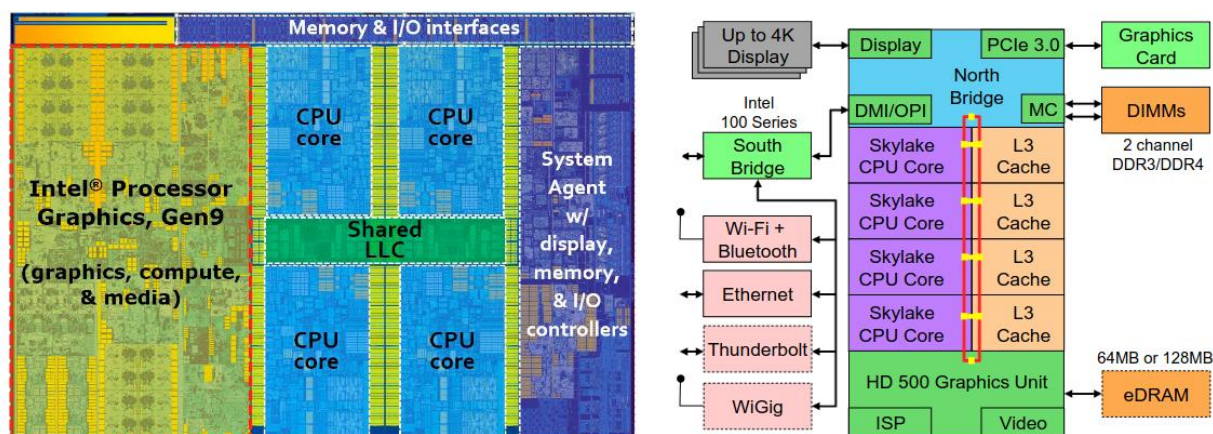 Memory & I/O interfaces
Intel® Processor
Graphics, Gen9
(graphics, compute,
& media)
CPU
core
CPU
core
Shared
LLC
CPU
core
CPU
core
System
Agent
w/
display,
memory,
& I/O
controllers
Up to 4K
Display
Display
PCIe 3.0
Graphics
Card
North
Bridge
Intel
100 Series
DMI/OPI
MC
DIMMs
2 channel
DDR3/DDR4
South
Bridge
Skylake
CPU Core
L3
Cache
Skylake
CPU Core
L3
Cache
Wi-Fi +
Bluetooth
Skylake
CPU Core
L3
Cache
Ethernet
Skylake
CPU Core
L3
Cache
Thunderbolt
WiGig
HD 500 Graphics Unit
64MB or 128MB
eDRAM
ISP
Video